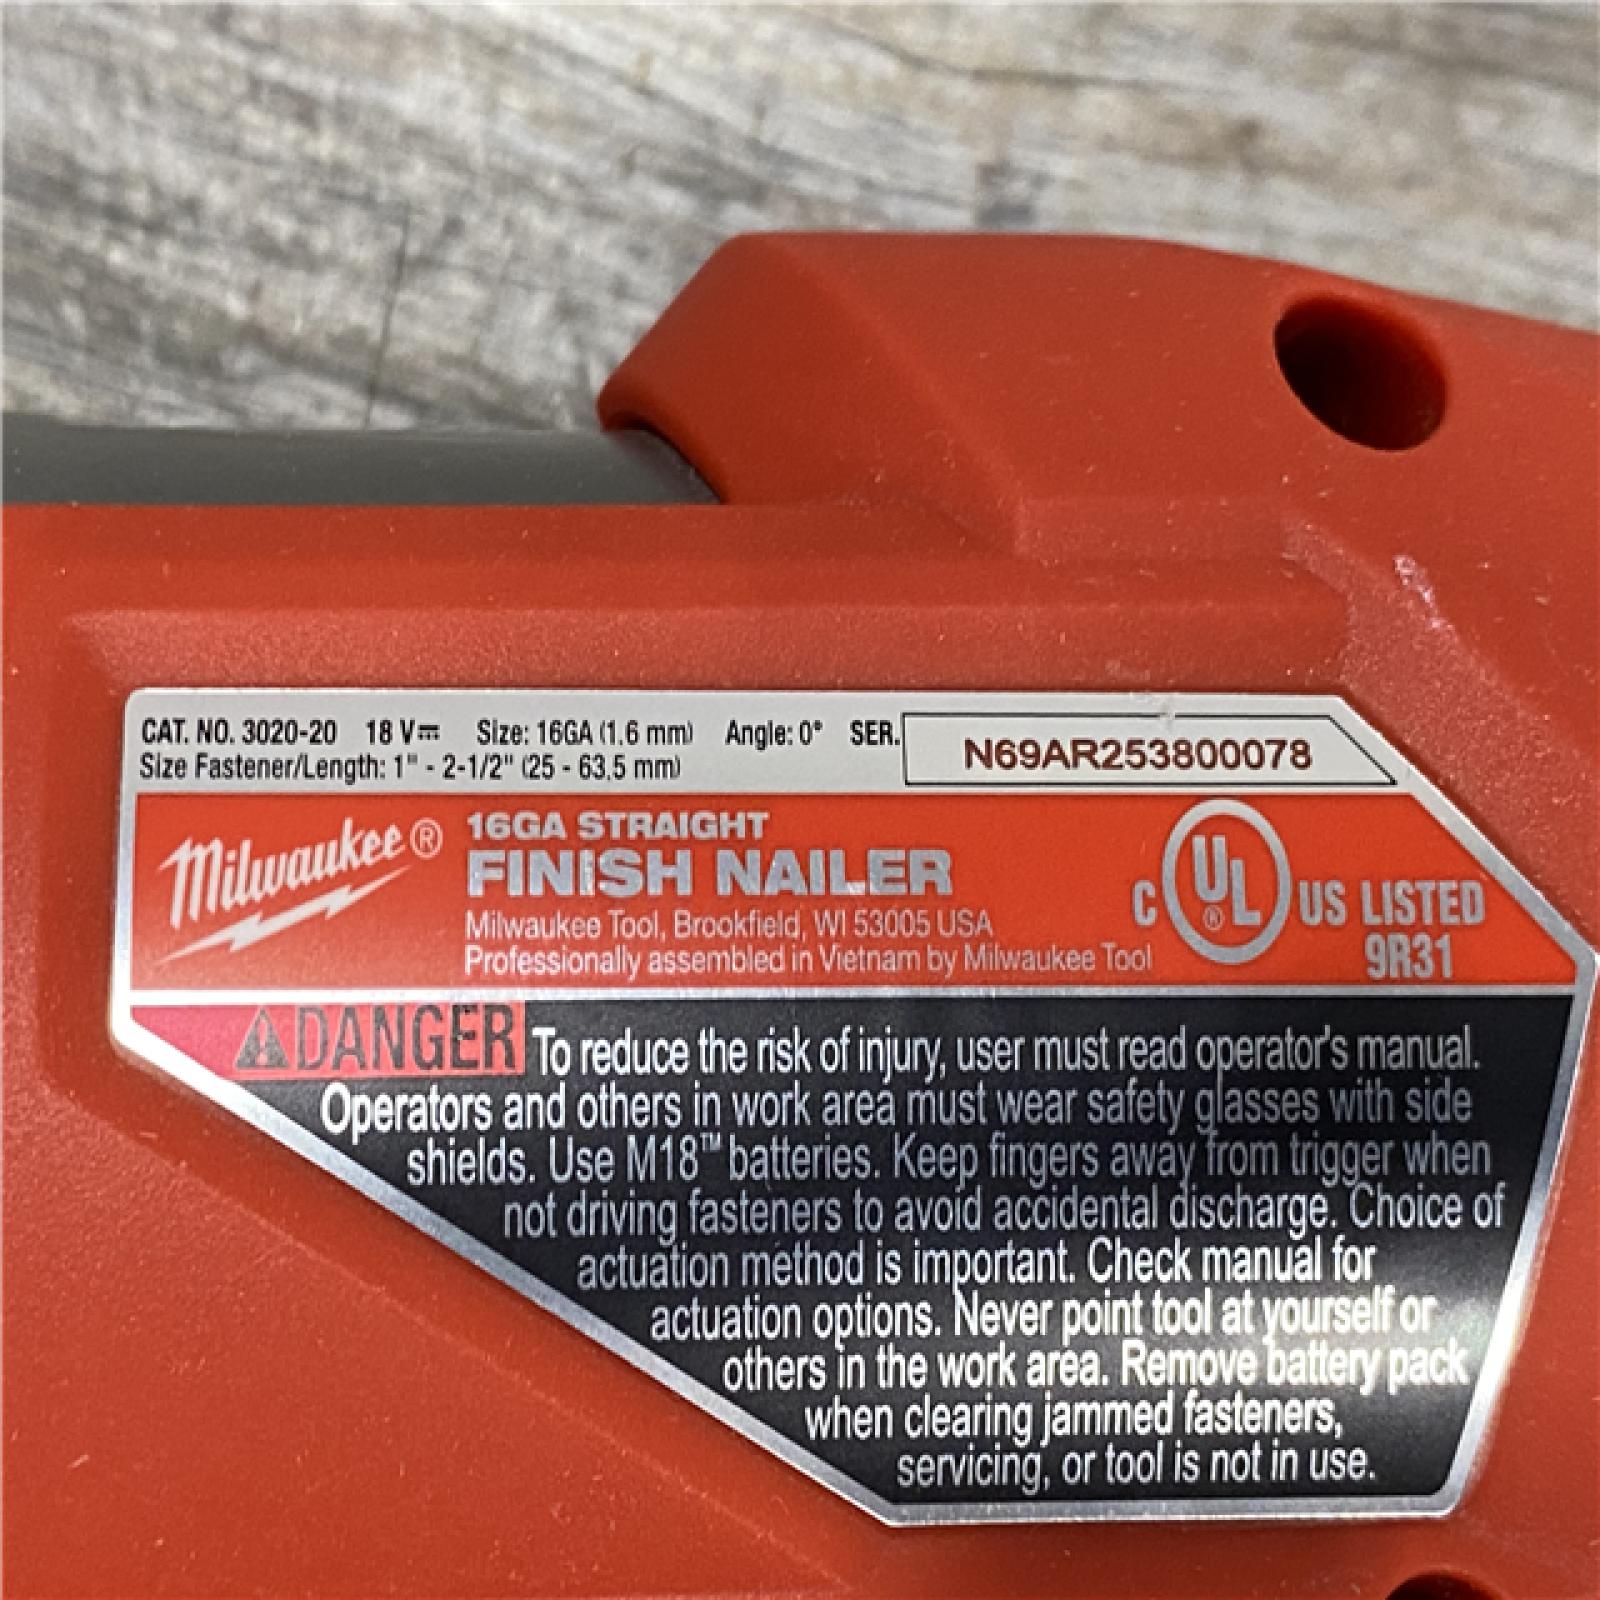 CAT. NO. 3020-20 18 V⎓ Size: 16GA (1.6 mm) Angle: 0° SER. N69AR253800078
Size Fastener/Length: 1" - 2-1/2" (25 - 63.5 mm)
Milwaukee®
16GA STRAIGHT
FINISH NAILER
Milwaukee Tool, Brookfield, WI 53005 USA
Professionally assembled in Vietnam by Milwaukee Tool
C UL® US LISTED
9R31
⚠DANGER To reduce the risk of injury, user must read operator's manual.
Operators and others in work area must wear safety glasses with side
shields. Use M18™ batteries. Keep fingers away from trigger when
not driving fasteners to avoid accidental discharge. Choice of
actuation method is important. Check manual for
actuation options. Never point tool at yourself or
others in the work area. Remove battery pack
when clearing jammed fasteners,
servicing, or tool is not in use.